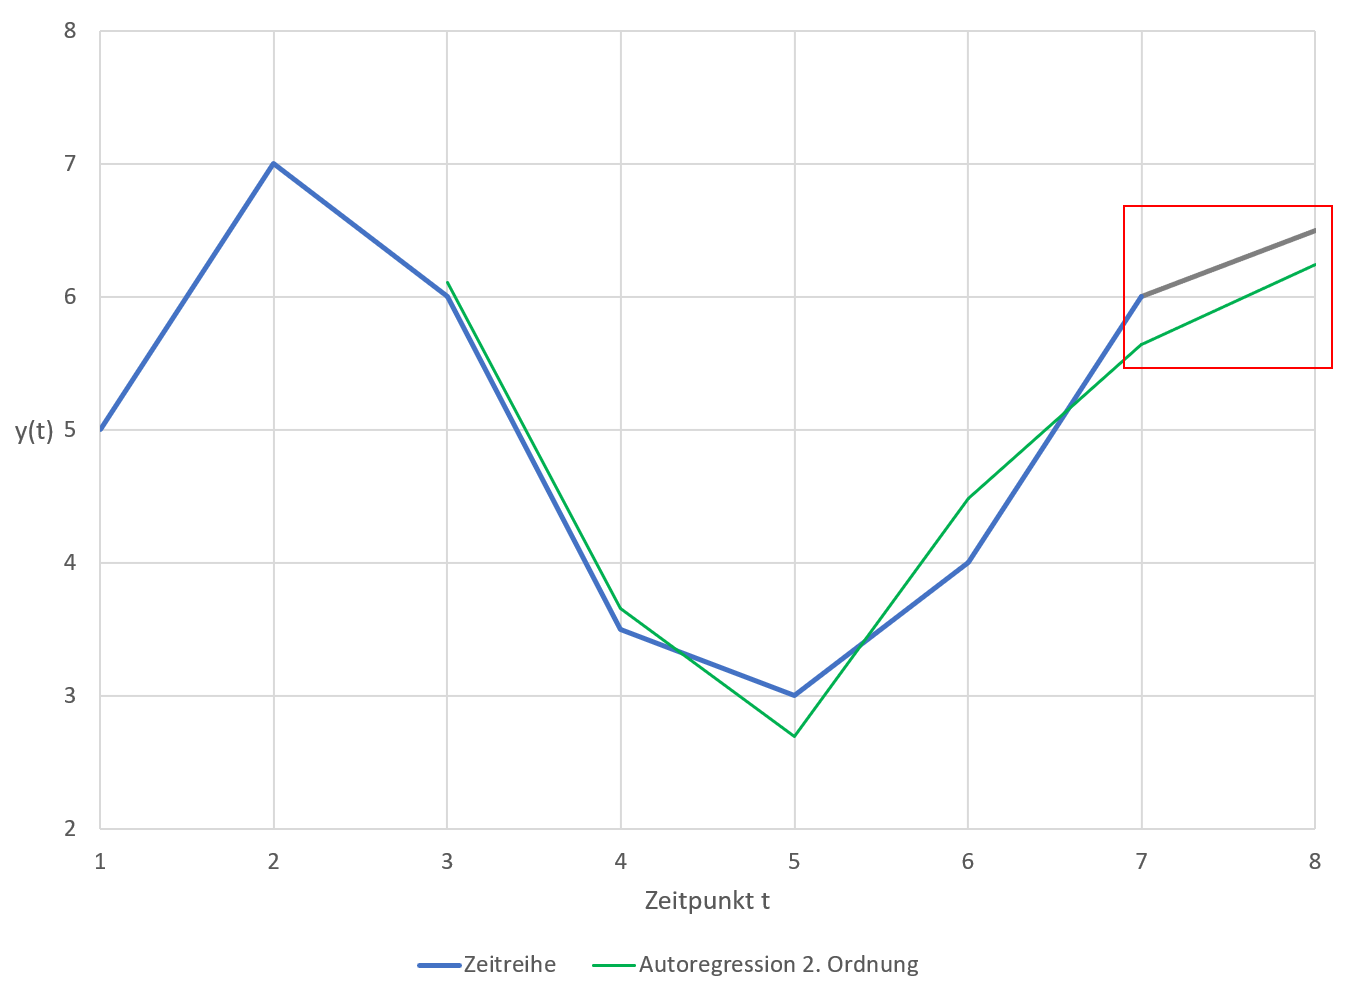 8
7
6
y(t) 5
4
3
2
1 2 3 4 5 6 7 8
Zeitpunkt t
Zeitreihe Autoregression 2. Ordnung